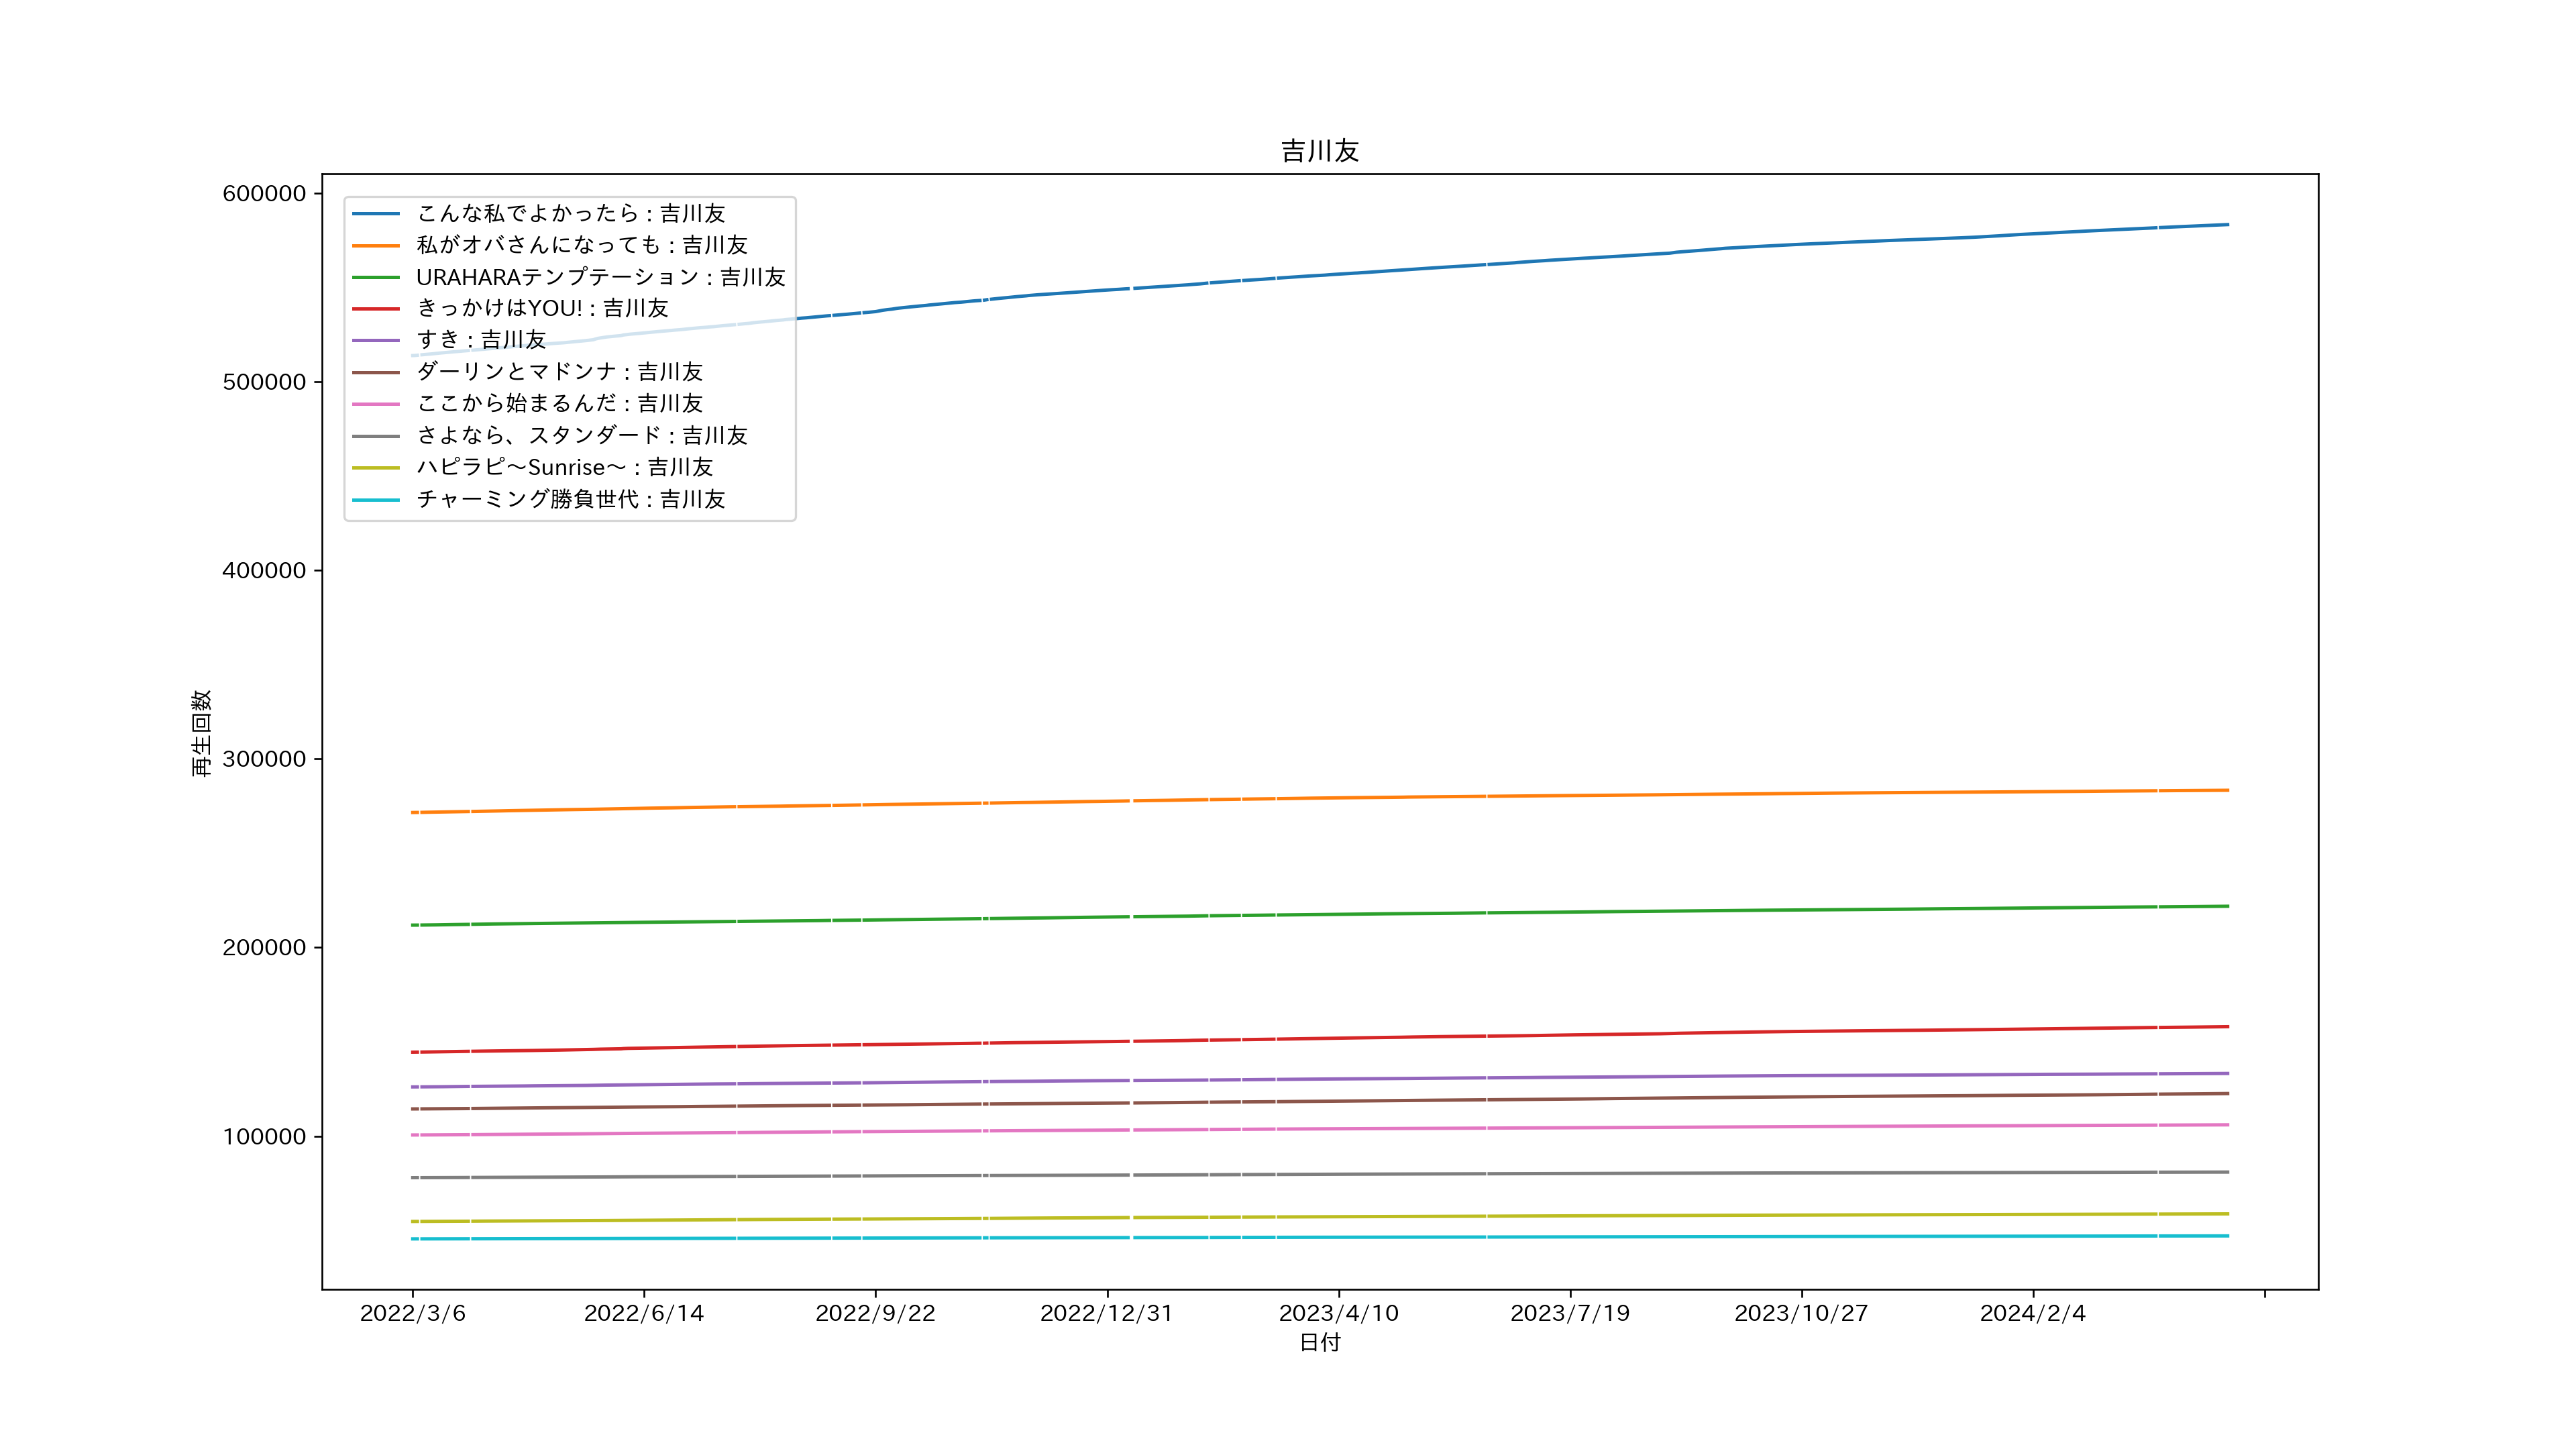 吉川友
600000
500000
400000
300000
200000
100000
再生回数
こんな私でよかったら : 吉川友
私がオバさんになっても : 吉川友
URAHARAテンプテーション : 吉川友
きっかけはYOU! : 吉川友
すき : 吉川友
ダーリンとマドンナ : 吉川友
ここから始まるんだ : 吉川友
さよなら、スタンダード : 吉川友
ハピラピ〜Sunrise〜 : 吉川友
チャーミング勝負世代 : 吉川友
2022/3/6 2022/6/14 2022/9/22 2022/12/31 2023/4/10 2023/7/19 2023/10/27 2024/2/4
日付